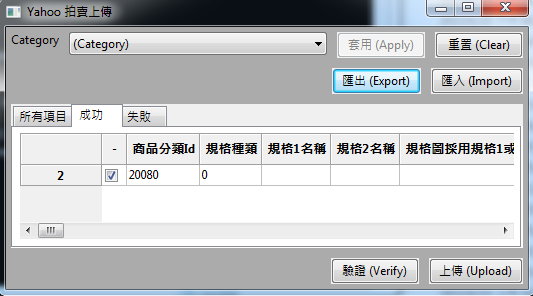 Yahoo 拍賣上傳
Category (Category) 套用 (Apply) 重置 (Clear)
匯出 (Export) 匯入 (Import)
所有項目 成功 失敗
- 商品分類Id 規格種類 規格1名稱 規格2名稱 規格圖採用規格1或
2 20080 0
驗證 (Verify) 上傳 (Upload)